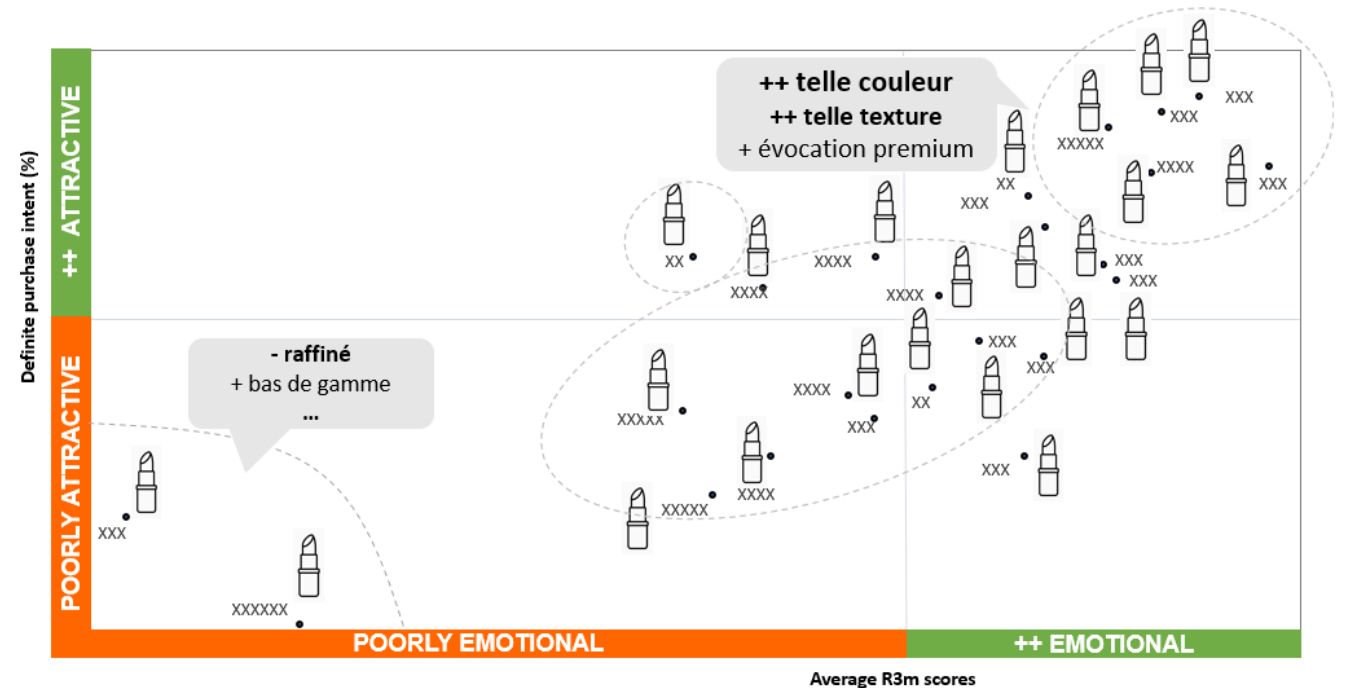 ++ telle couleur
++ telle texture
+ évocation premium
XXX
XXX
XXXXX
XXXX
XXX
XX
XXX
XX
XXXX
XXX
XXX
XXXX
XXXX
XXX
XXX
XXXX
XX
XXXXX
XXX
XXX
XXXX
XXXXX
- raffiné
+ bas de gamme
...
XXX
XXXXXX
Definite purchase intent (%)
++ ATTRACTIVE
POORLY ATTRACTIVE
POORLY EMOTIONAL
++ EMOTIONAL
Average R3m scores